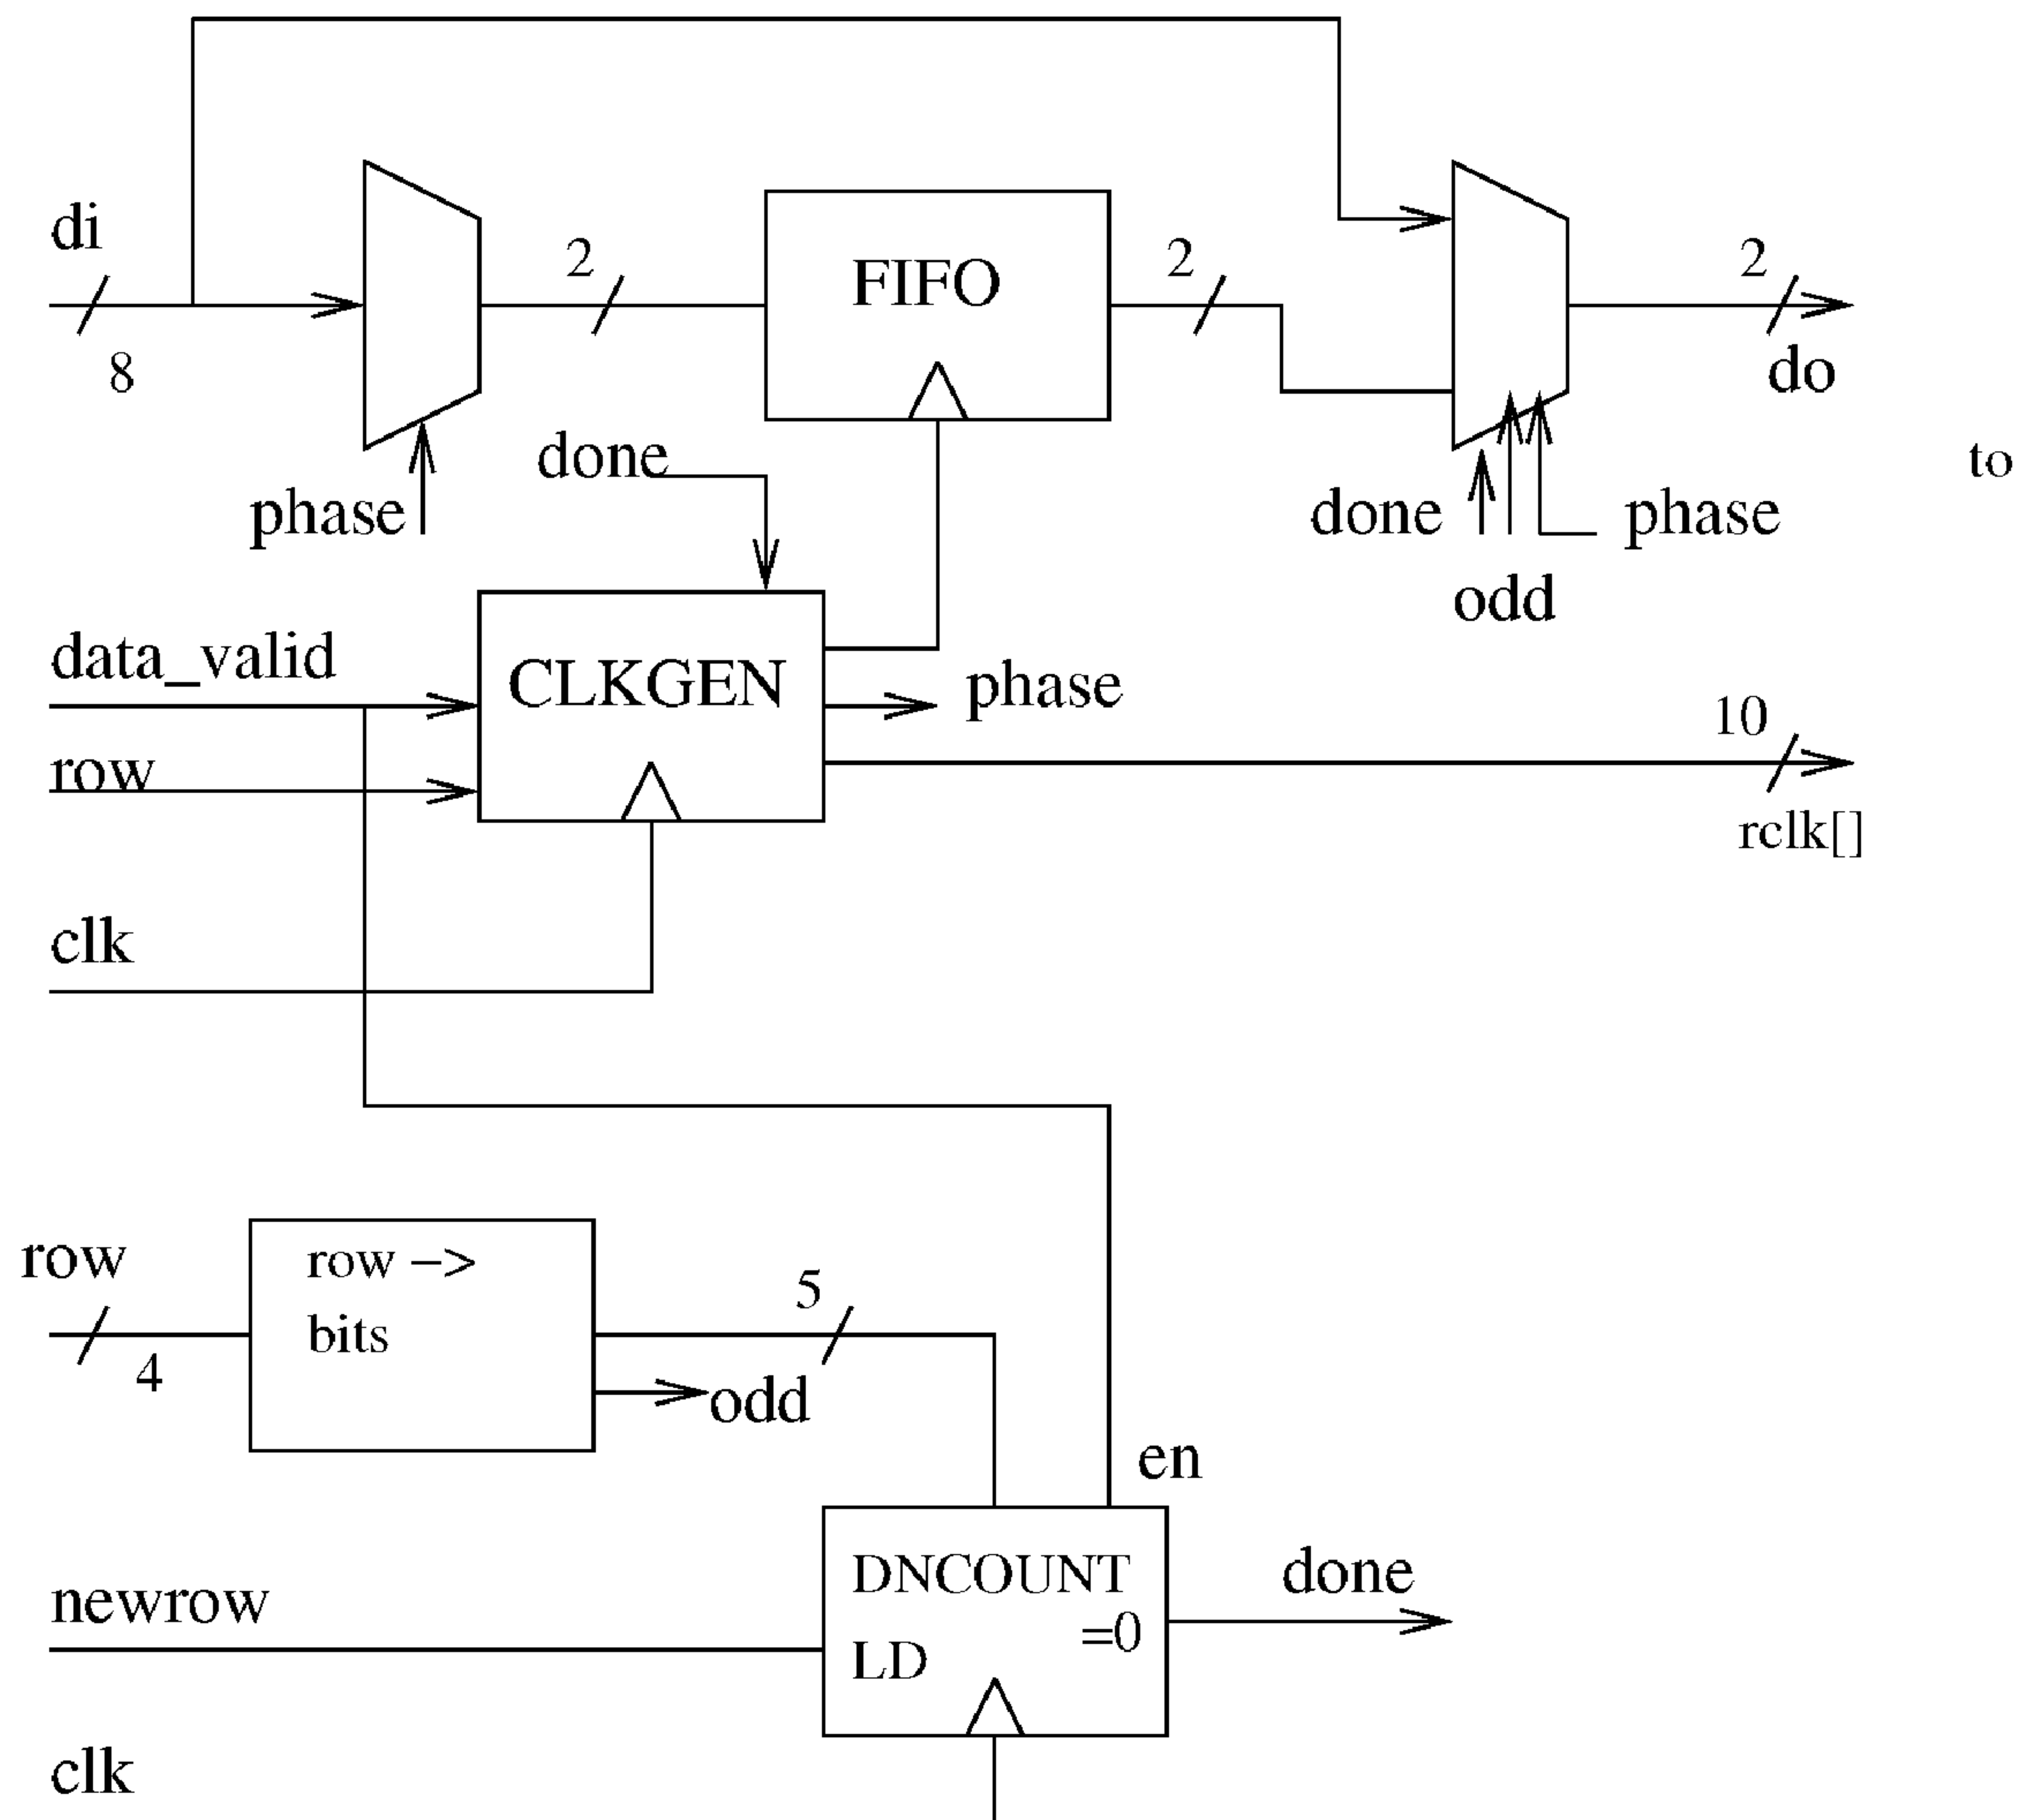 di
8
2
FIFO
2
2
do
phase
done
done
odd
phase
to
data_valid
row
CLKGEN
phase
10
rclk[]
clk
row
4
row –>
bits
5
odd
en
newrow
DNCOUNT
=0
LD
done
clk